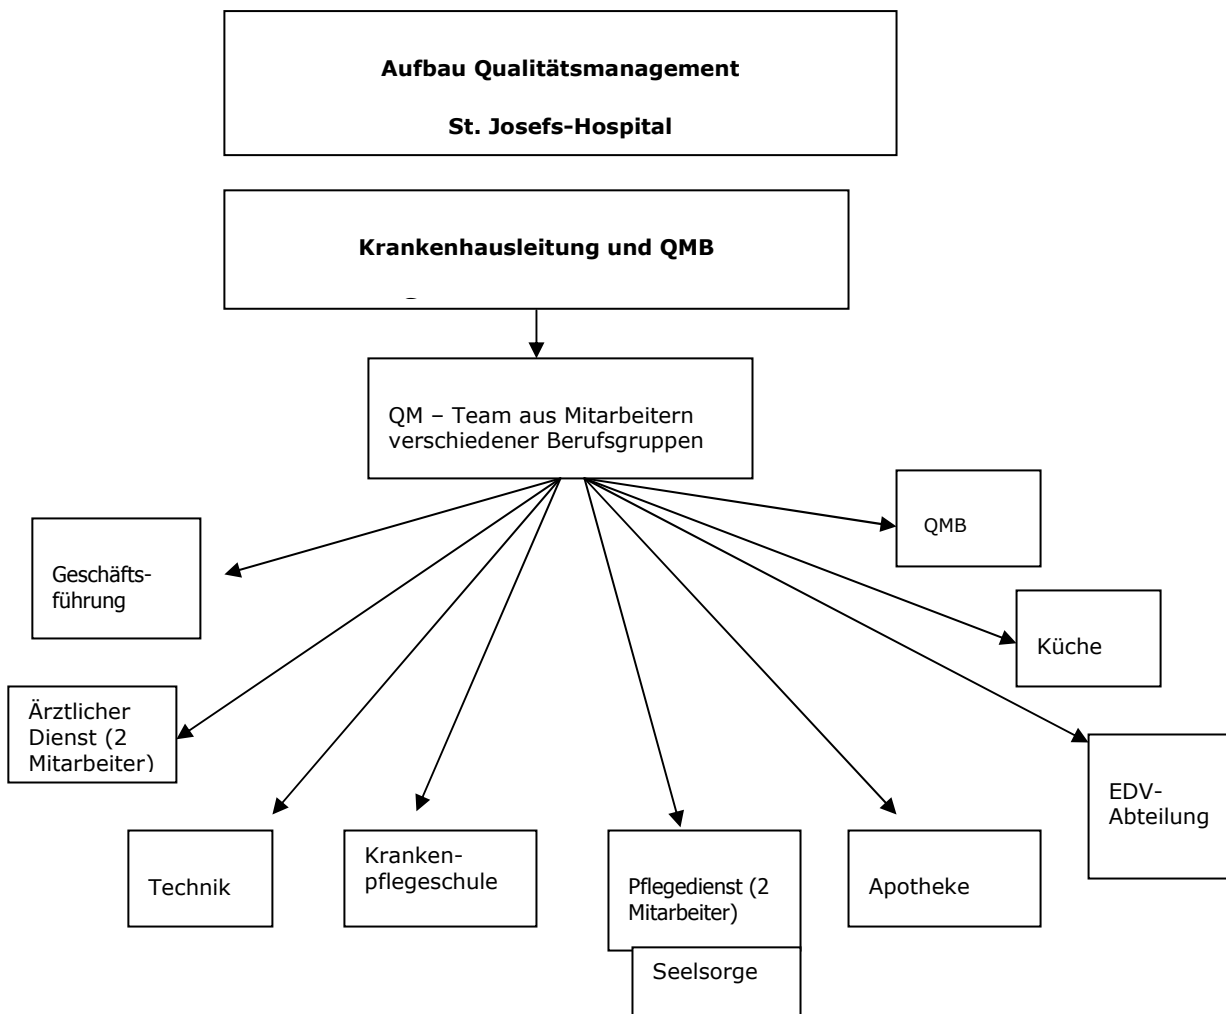 Aufbau Qualitätsmanagement
St. Josefs-Hospital
Krankenhausleitung und QMB
QM – Team aus Mitarbeitern
verschiedener Berufsgruppen
QMB
Geschäfts-
führung
Küche
Ärztlicher
Dienst (2
Mitarbeiter)
EDV-
Abteilung
Technik
Kranken-
pflegeschule
Pflegedienst (2
Mitarbeiter)
Apotheke
Seelsorge